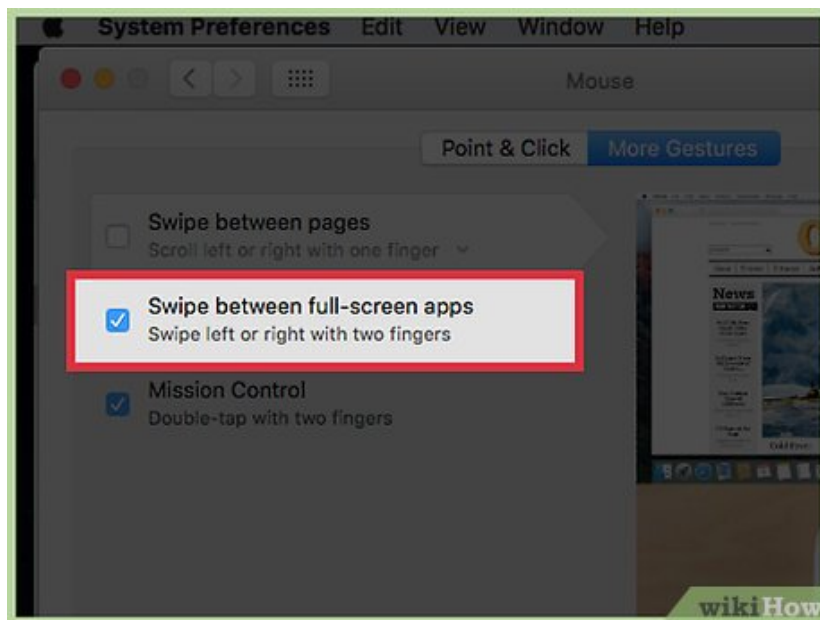 System Preferences Edit View Window Help
Mouse
Point & Click More Gestures
Swipe between pages
Scroll left or right with one finger
Swipe between full-screen apps
Swipe left or right with two fingers
Mission Control
Double-tap with two fingers
News
wikiHow